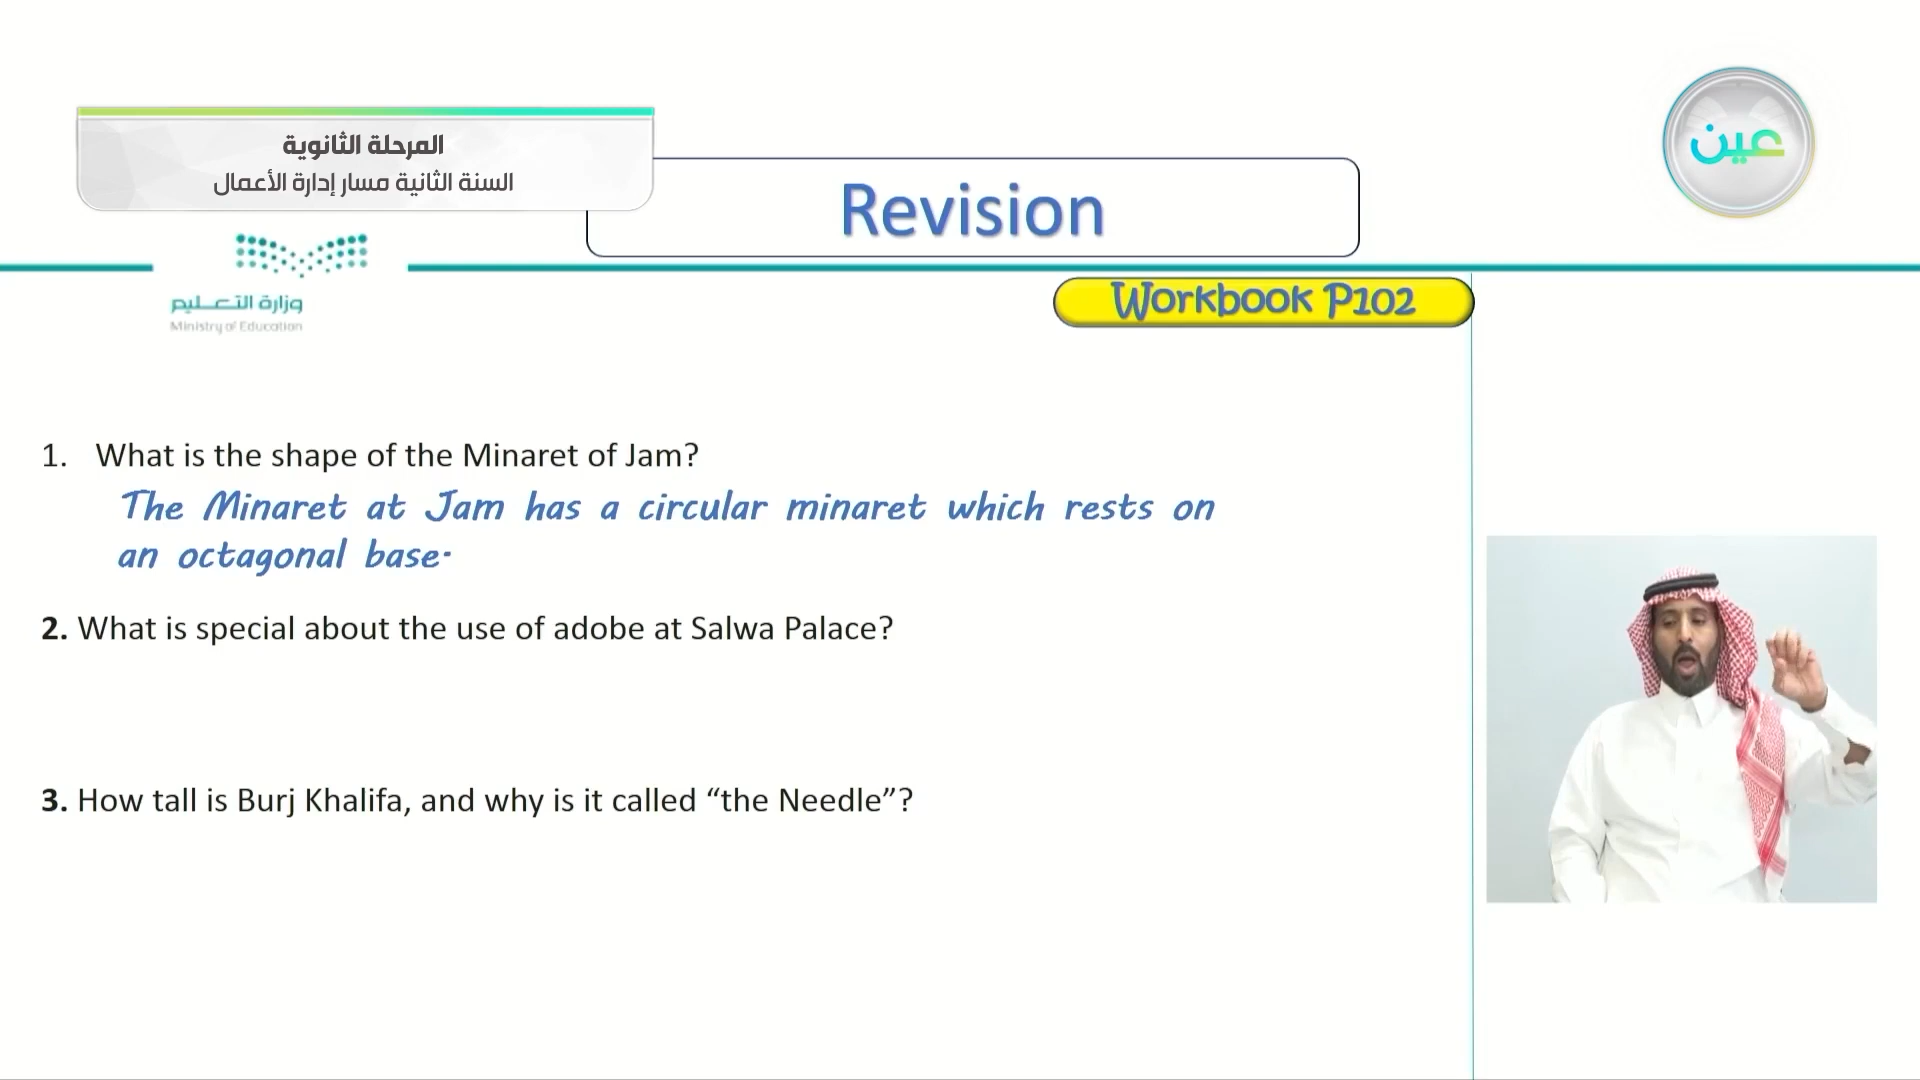 المرحلة الثانوية
السنة الثانية مسار إدارة الأعمال
عين
Revision
وزارة التعليم
Ministry of Education
Workbook P102
1. What is the shape of the Minaret of Jam?
The Minaret at Jam has a circular minaret which rests on
an octagonal base.
2. What is special about the use of adobe at Salwa Palace?
3. How tall is Burj Khalifa, and why is it called “the Needle”?